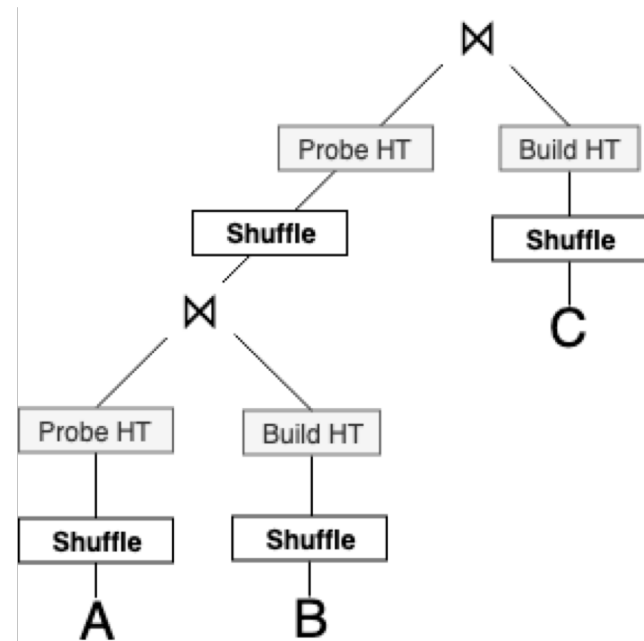 ⋈
Probe HT
Build HT
Shuffle
Shuffle
⋈
C
Probe HT
Build HT
Shuffle
Shuffle
A
B